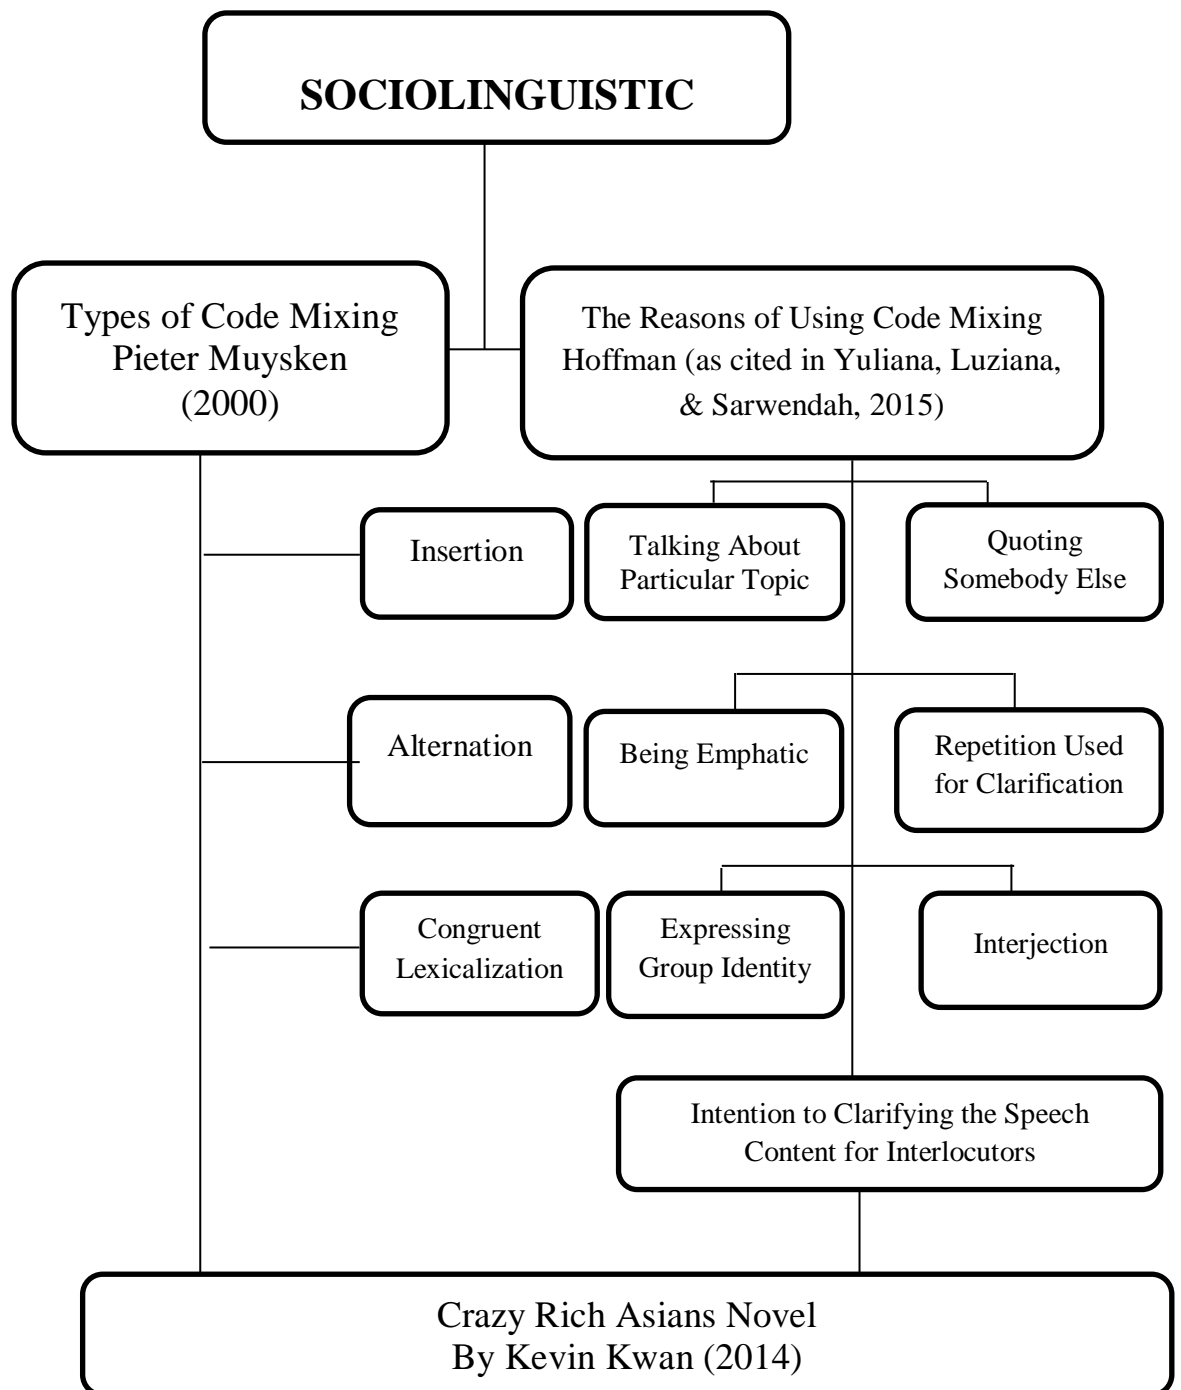 SOCIOLINGUISTIC
Types of Code Mixing
Pieter Muysken
(2000)
The Reasons of Using Code Mixing
Hoffman (as cited in Yuliana, Luziana,
& Sarwendah, 2015)
Insertion
Talking About
Particular Topic
Quoting
Somebody Else
Alternation
Being Emphatic
Repetition Used
for Clarification
Congruent
Lexicalization
Expressing
Group Identity
Interjection
Intention to Clarifying the Speech
Content for Interlocutors
Crazy Rich Asians Novel
By Kevin Kwan (2014)